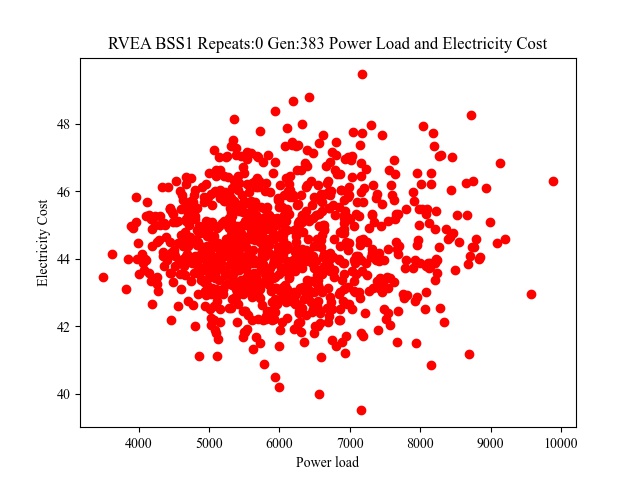 RVEA BSS1 Repeats:0 Gen:383 Power Load and Electricity Cost
48
46
44
42
40
Electricity Cost
4000 5000 6000 7000 8000 9000 10000
Power load